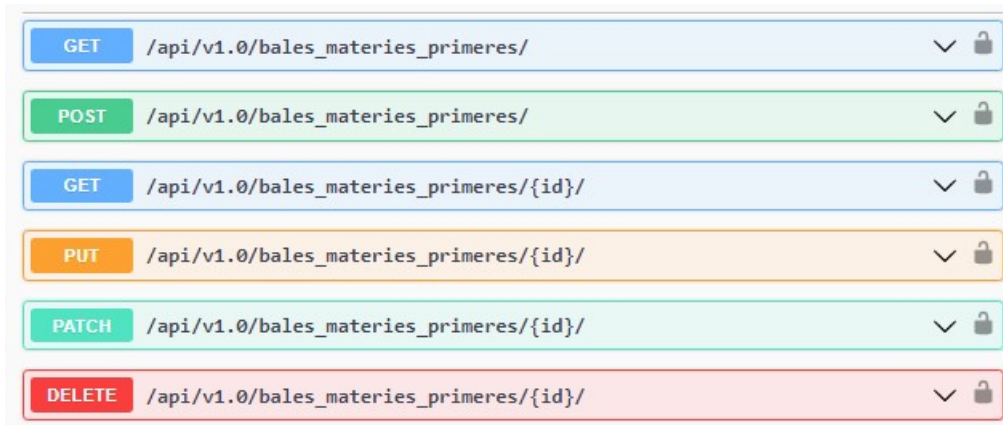 GET /api/v1.0/bales_materies_primeres/
POST /api/v1.0/bales_materies_primeres/
GET /api/v1.0/bales_materies_primeres/{id}/
PUT /api/v1.0/bales_materies_primeres/{id}/
PATCH /api/v1.0/bales_materies_primeres/{id}/
DELETE /api/v1.0/bales_materies_primeres/{id}/